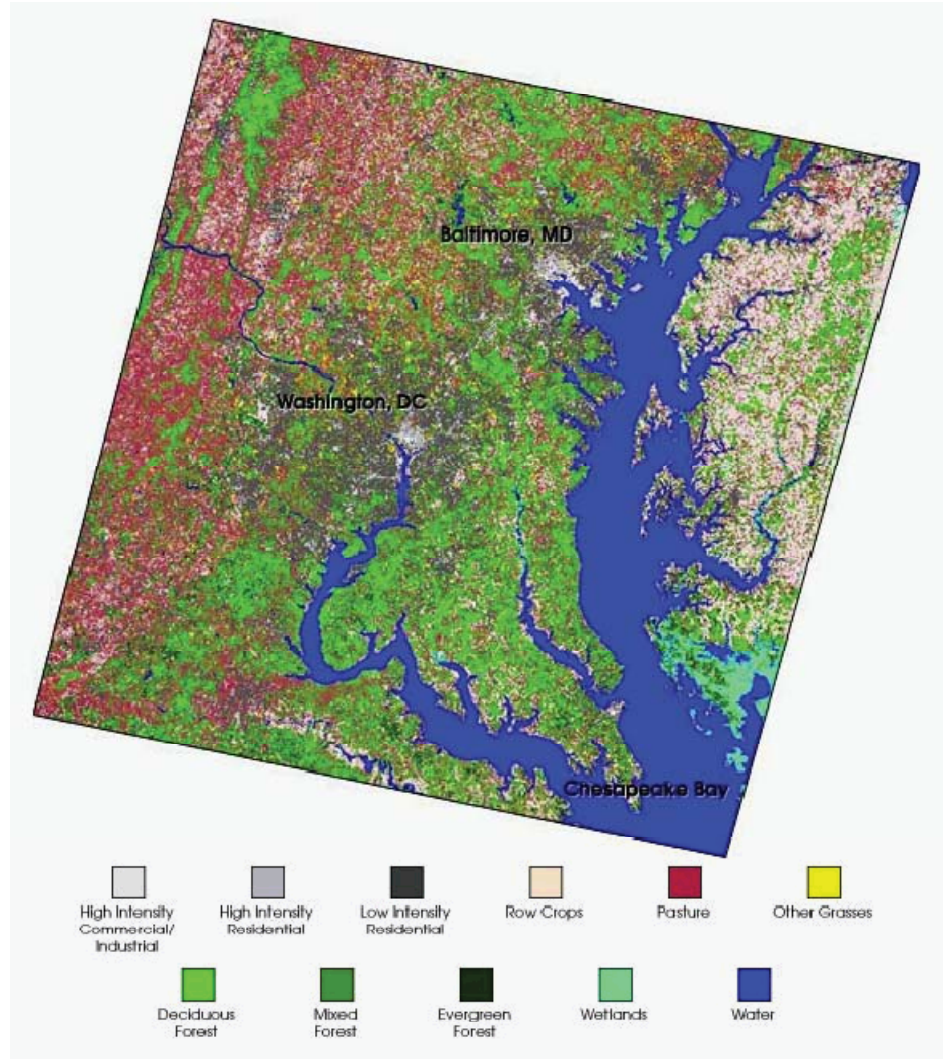 Baltimore, MD
Washington, DC
Chesapeake Bay
High Intensity
Commercial/
Industrial
High Intensity
Residential
Low Intensity
Residential
Row Crops
Pasture
Other Grasses
Deciduous
Forest
Mixed
Forest
Evergreen
Forest
Wetlands
Water